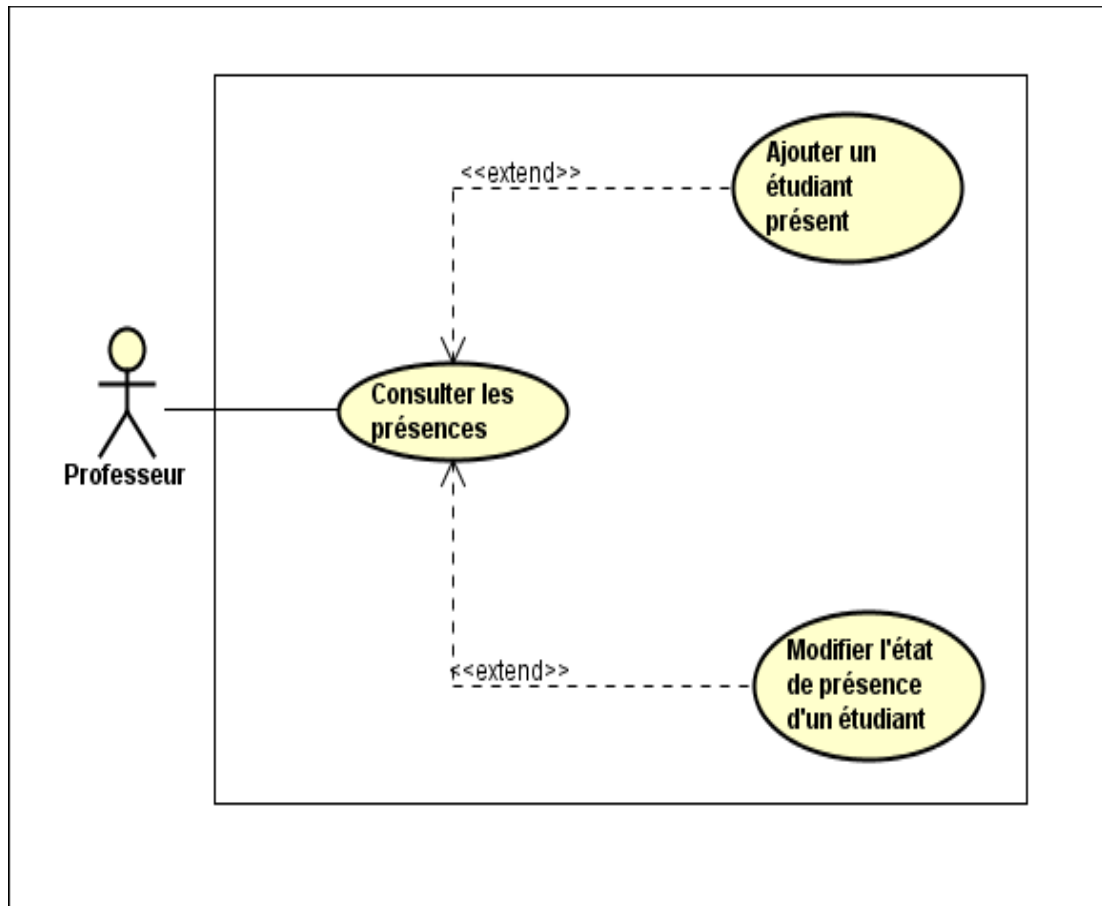 <<extend>>
Ajouter un
étudiant
présent
Consulter les
présences
Professeur
<<extend>>
Modifier l'état
de présence
d'un étudiant